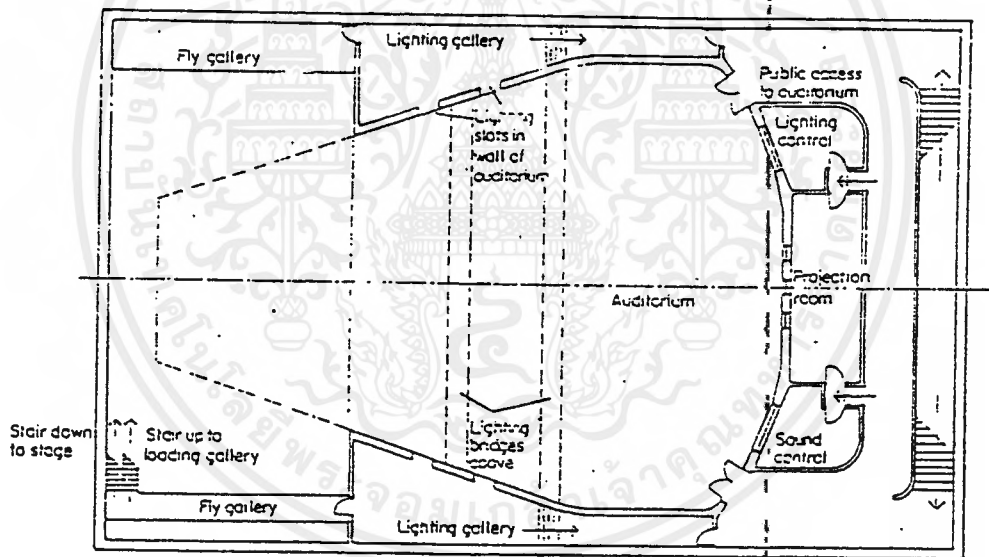 Fly gallery
Lighting gallery
Public access
to auditorium
Lighting
control
Lighting
slots in
wall of
auditorium
Auditorium
Projection
room
Stair down
to stage
Stair up to
loading gallery
Lighting
bridges
above
Sound
control
Fly gallery
Lighting gallery